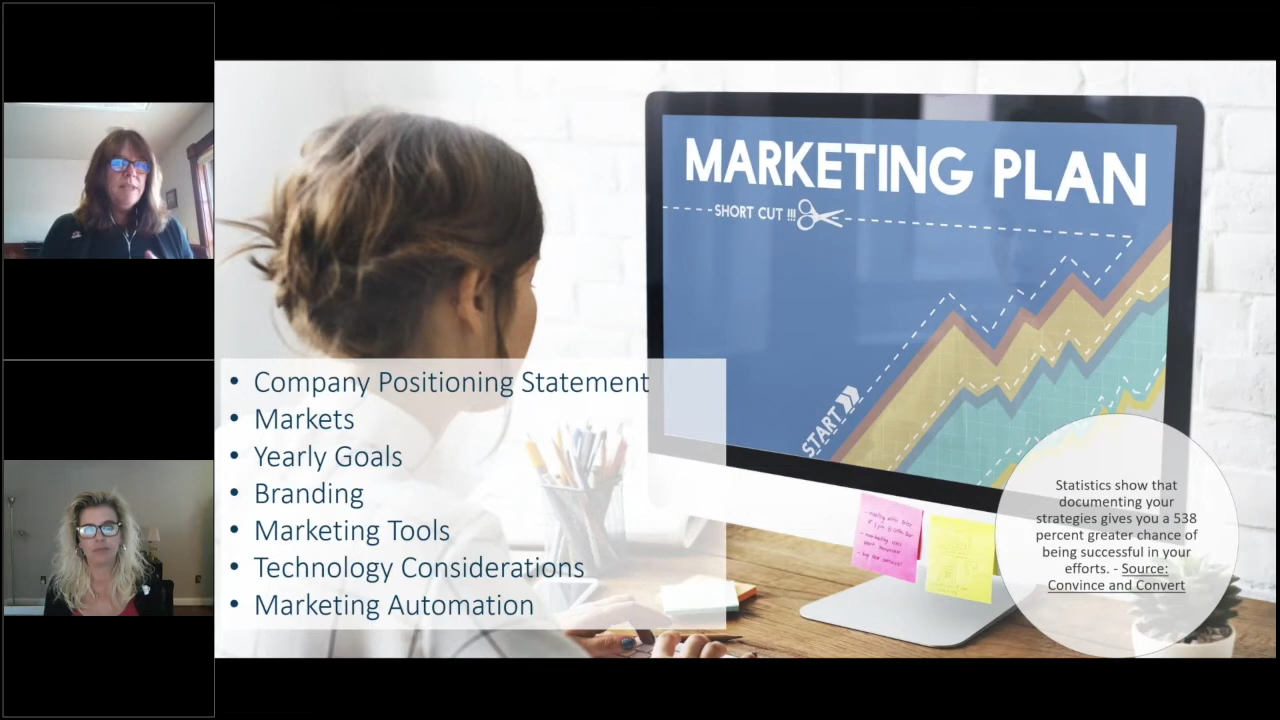 MARKETING PLAN
SHORT CUT !!!
START
• Company Positioning Statement
• Markets
• Yearly Goals
• Branding
• Marketing Tools
• Technology Considerations
• Marketing Automation
Statistics show that
documenting your
strategies gives you a 538
percent greater chance of
being successful in your
efforts. - Source:
Convince and Convert